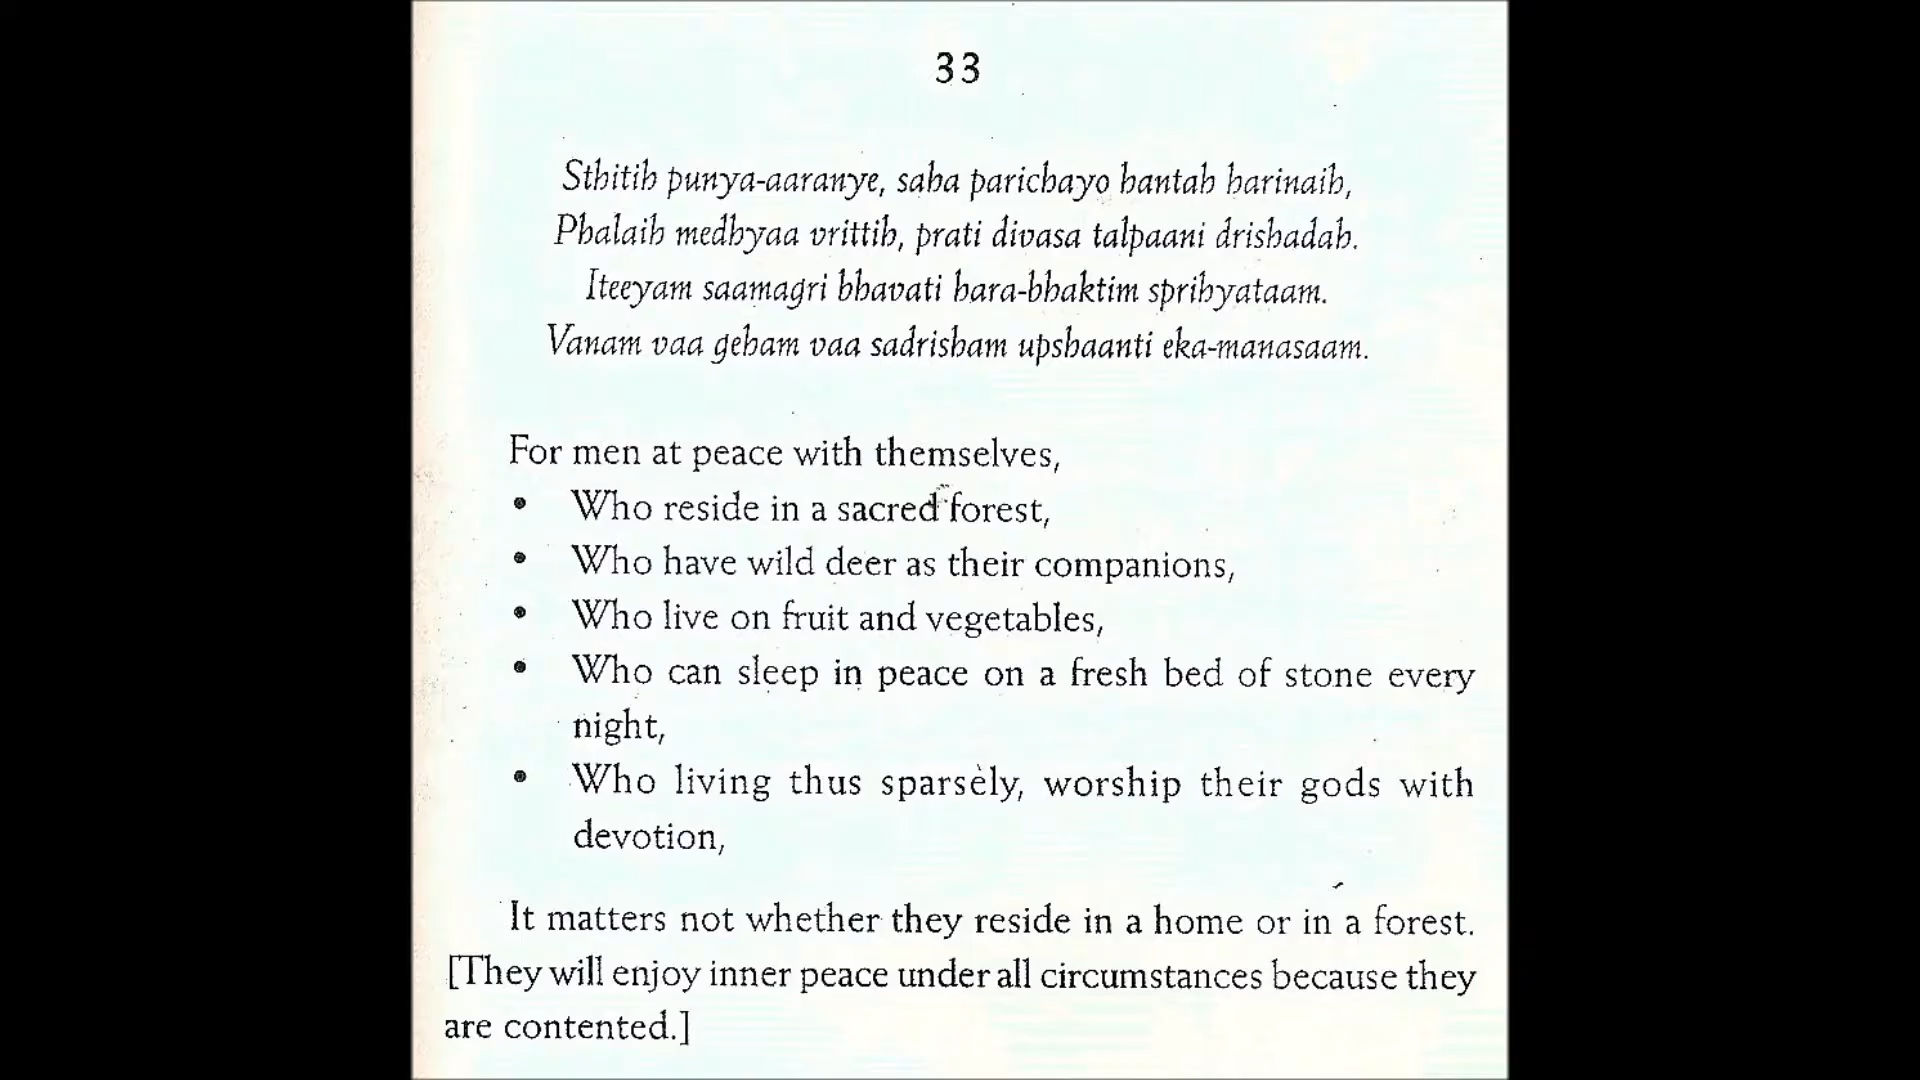 33
Sthitih punya-aaranye, saha parichayo hantah harinaih,
Phalaih medhyaa vrittih, prati divasa talpaani drishadah.
Iteeyam saamagri bhavati hara-bhaktim sprihyataam.
Vanam vaa geham vaa sadrisham upshaanti eka-manasaam.
For men at peace with themselves,
• Who reside in a sacred forest,
• Who have wild deer as their companions,
• Who live on fruit and vegetables,
• Who can sleep in peace on a fresh bed of stone every
night,
• Who living thus sparsely, worship their gods with
devotion,
It matters not whether they reside in a home or in a forest.
[They will enjoy inner peace under all circumstances because they
are contented.]